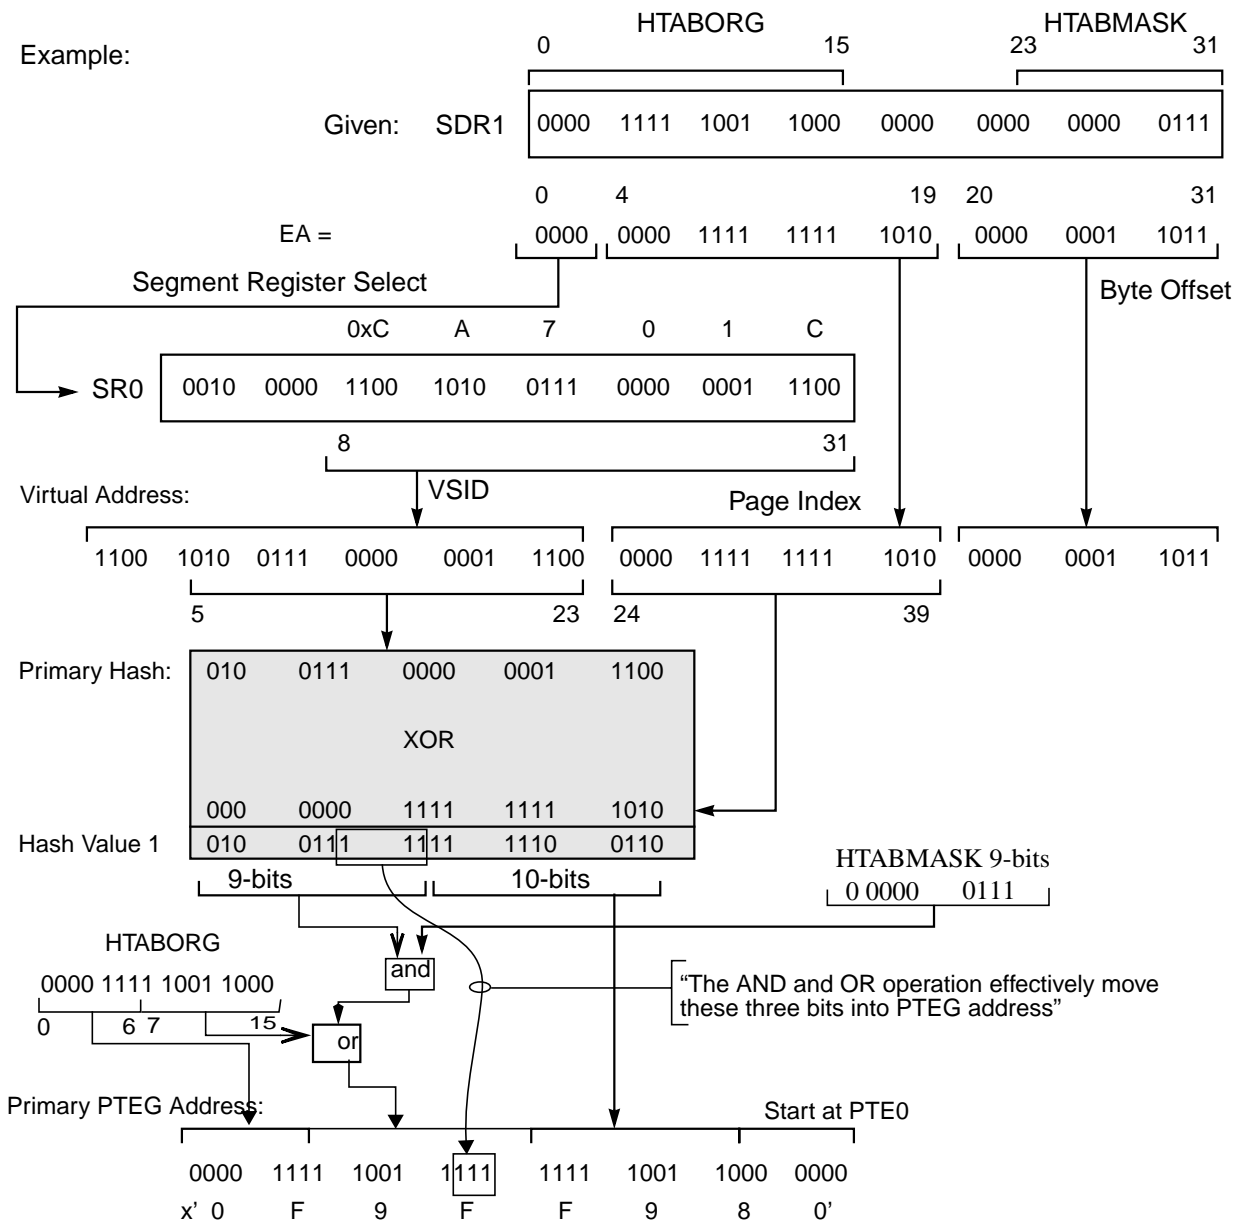 HTABORG HTABMASK
Example: 0 15 23 31
Given: SDR1 0000 1111 1001 1000 0000 0000 0000 0111
0 4 19 20 31
EA = 0000 0000 1111 1111 1010 0000 0001 1011
Segment Register Select Byte Offset
0xC A 7 0 1 C
SR0 0010 0000 1100 1010 0111 0000 0001 1100
8 31
Virtual Address: VSID Page Index
1100 1010 0111 0000 0001 1100 0000 1111 1111 1010 0000 0001 1011
5 23 24 39
Primary Hash: 010 0111 0000 0001 1100
XOR
000 0000 1111 1111 1010
Hash Value 1 010 0111 1111 1110 0110
HTABMASK 9-bits
9-bits 10-bits 0 0000 0111
HTABORG
and
0000 1111 1001 1000
“The AND and OR operation effectively move
these three bits into PTEG address”
0 6 7 15
or
Primary PTEG Address: Start at PTE0
0000 1111 1001 1111 1111 1001 1000 0000
x’ 0 F 9 F F 9 8 0’